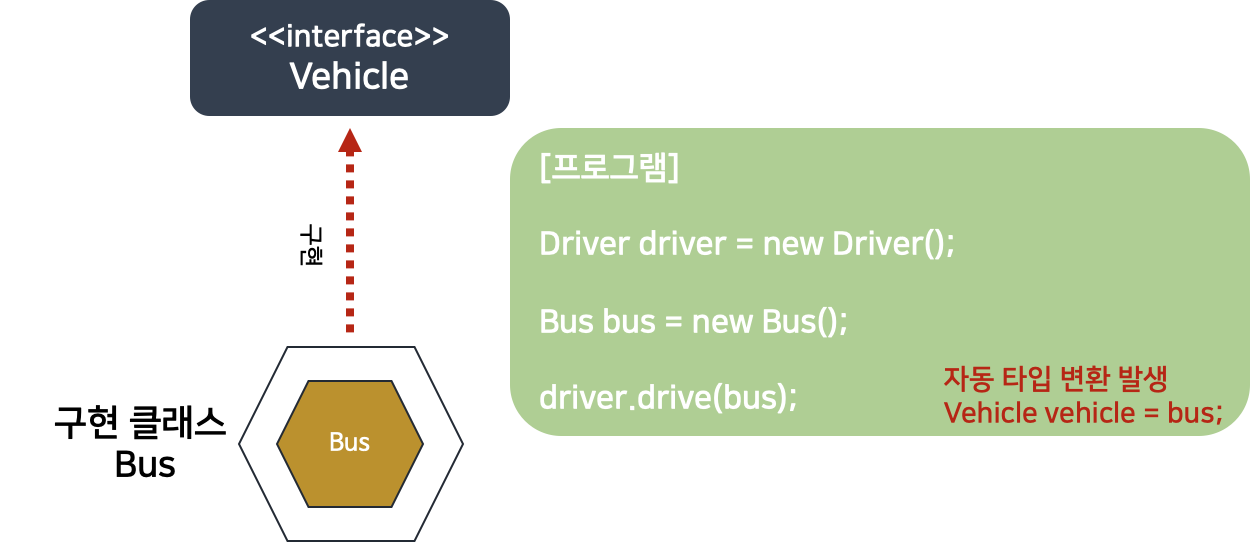 <<interface>>
Vehicle
구현
구현 클래스
Bus
Bus
[프로그램]
Driver driver = new Driver();
Bus bus = new Bus();
driver.drive(bus);
자동 타입 변환 발생
Vehicle vehicle = bus;